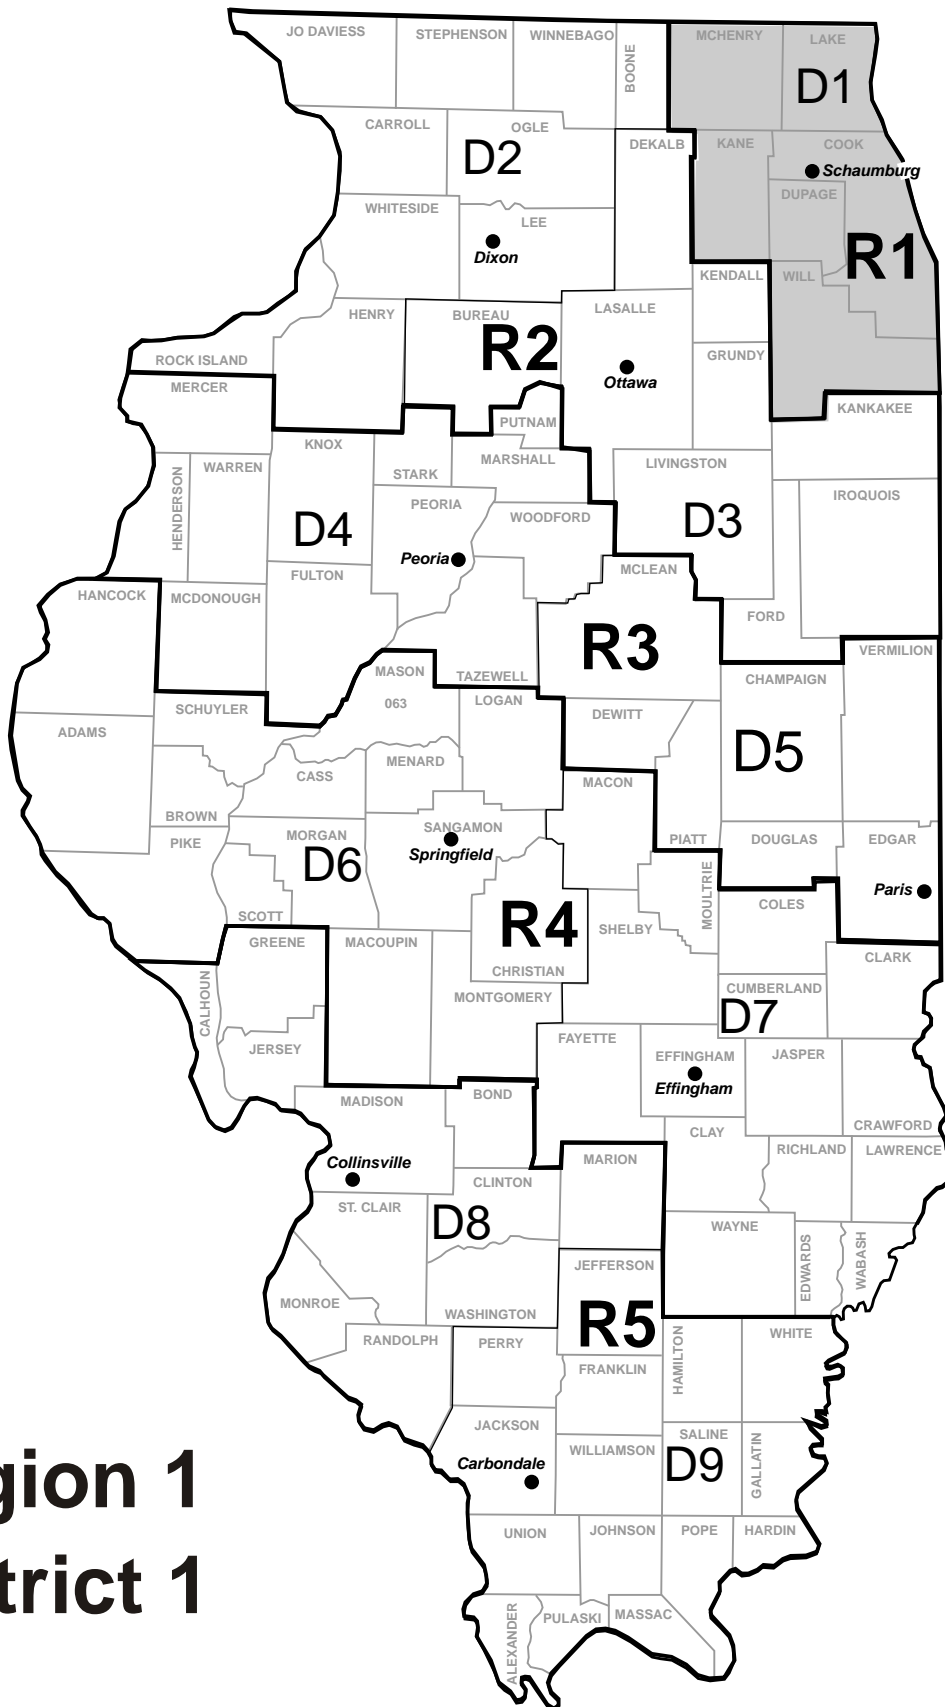 JO DAVIESS
STEPHENSON
WINNEBAGO
BOONE
MCHENRY
LAKE
D1
CARROLL
OGLE
D2
DEKALB
KANE
COOK
Schaumburg
DUPAGE
WHITESIDE
LEE
Dixon
R1
KENDALL
WILL
HENRY
BUREAU
R2
LASALLE
ROCK ISLAND
GRUNDY
Ottawa
MERCER
KANKAKEE
PUTNAM
KNOX
MARSHALL
WARREN
STARK
LIVINGSTON
HENDERSON
PEORIA
IROQUOIS
D4
WOODFORD
D3
Peoria
FULTON
MCLEAN
HANCOCK
MCDONOUGH
FORD
R3
VERMILION
MASON
TAZEWELL
CHAMPAIGN
063
LOGAN
SCHUYLER
DEWITT
ADAMS
D5
MENARD
CASS
MACON
BROWN
SANGAMON
PIKE
MORGAN
Springfield
D6
PIATT
DOUGLAS
EDGAR
MOULTRIE
Paris
SCOTT
R4
COLES
SHELBY
GREENE
MACOUPIN
CLARK
CHRISTIAN
CALHOUN
MONTGOMERY
CUMBERLAND
D7
JERSEY
FAYETTE
EFFINGHAM
JASPER
Effingham
MADISON
BOND
CLAY
CRAWFORD
Collinsville
MARION
RICHLAND
LAWRENCE
CLINTON
ST. CLAIR
D8
WAYNE
EDWARDS
WABASH
JEFFERSON
MONROE
WASHINGTON
R5
RANDOLPH
PERRY
HAMILTON
WHITE
FRANKLIN
JACKSON
SALINE
WILLIAMSON
GALLATIN
Carbondale
D9
gion 1
UNION
JOHNSON
POPE
HARDIN
trict 1
ALEXANDER
PULASKI
MASSAC